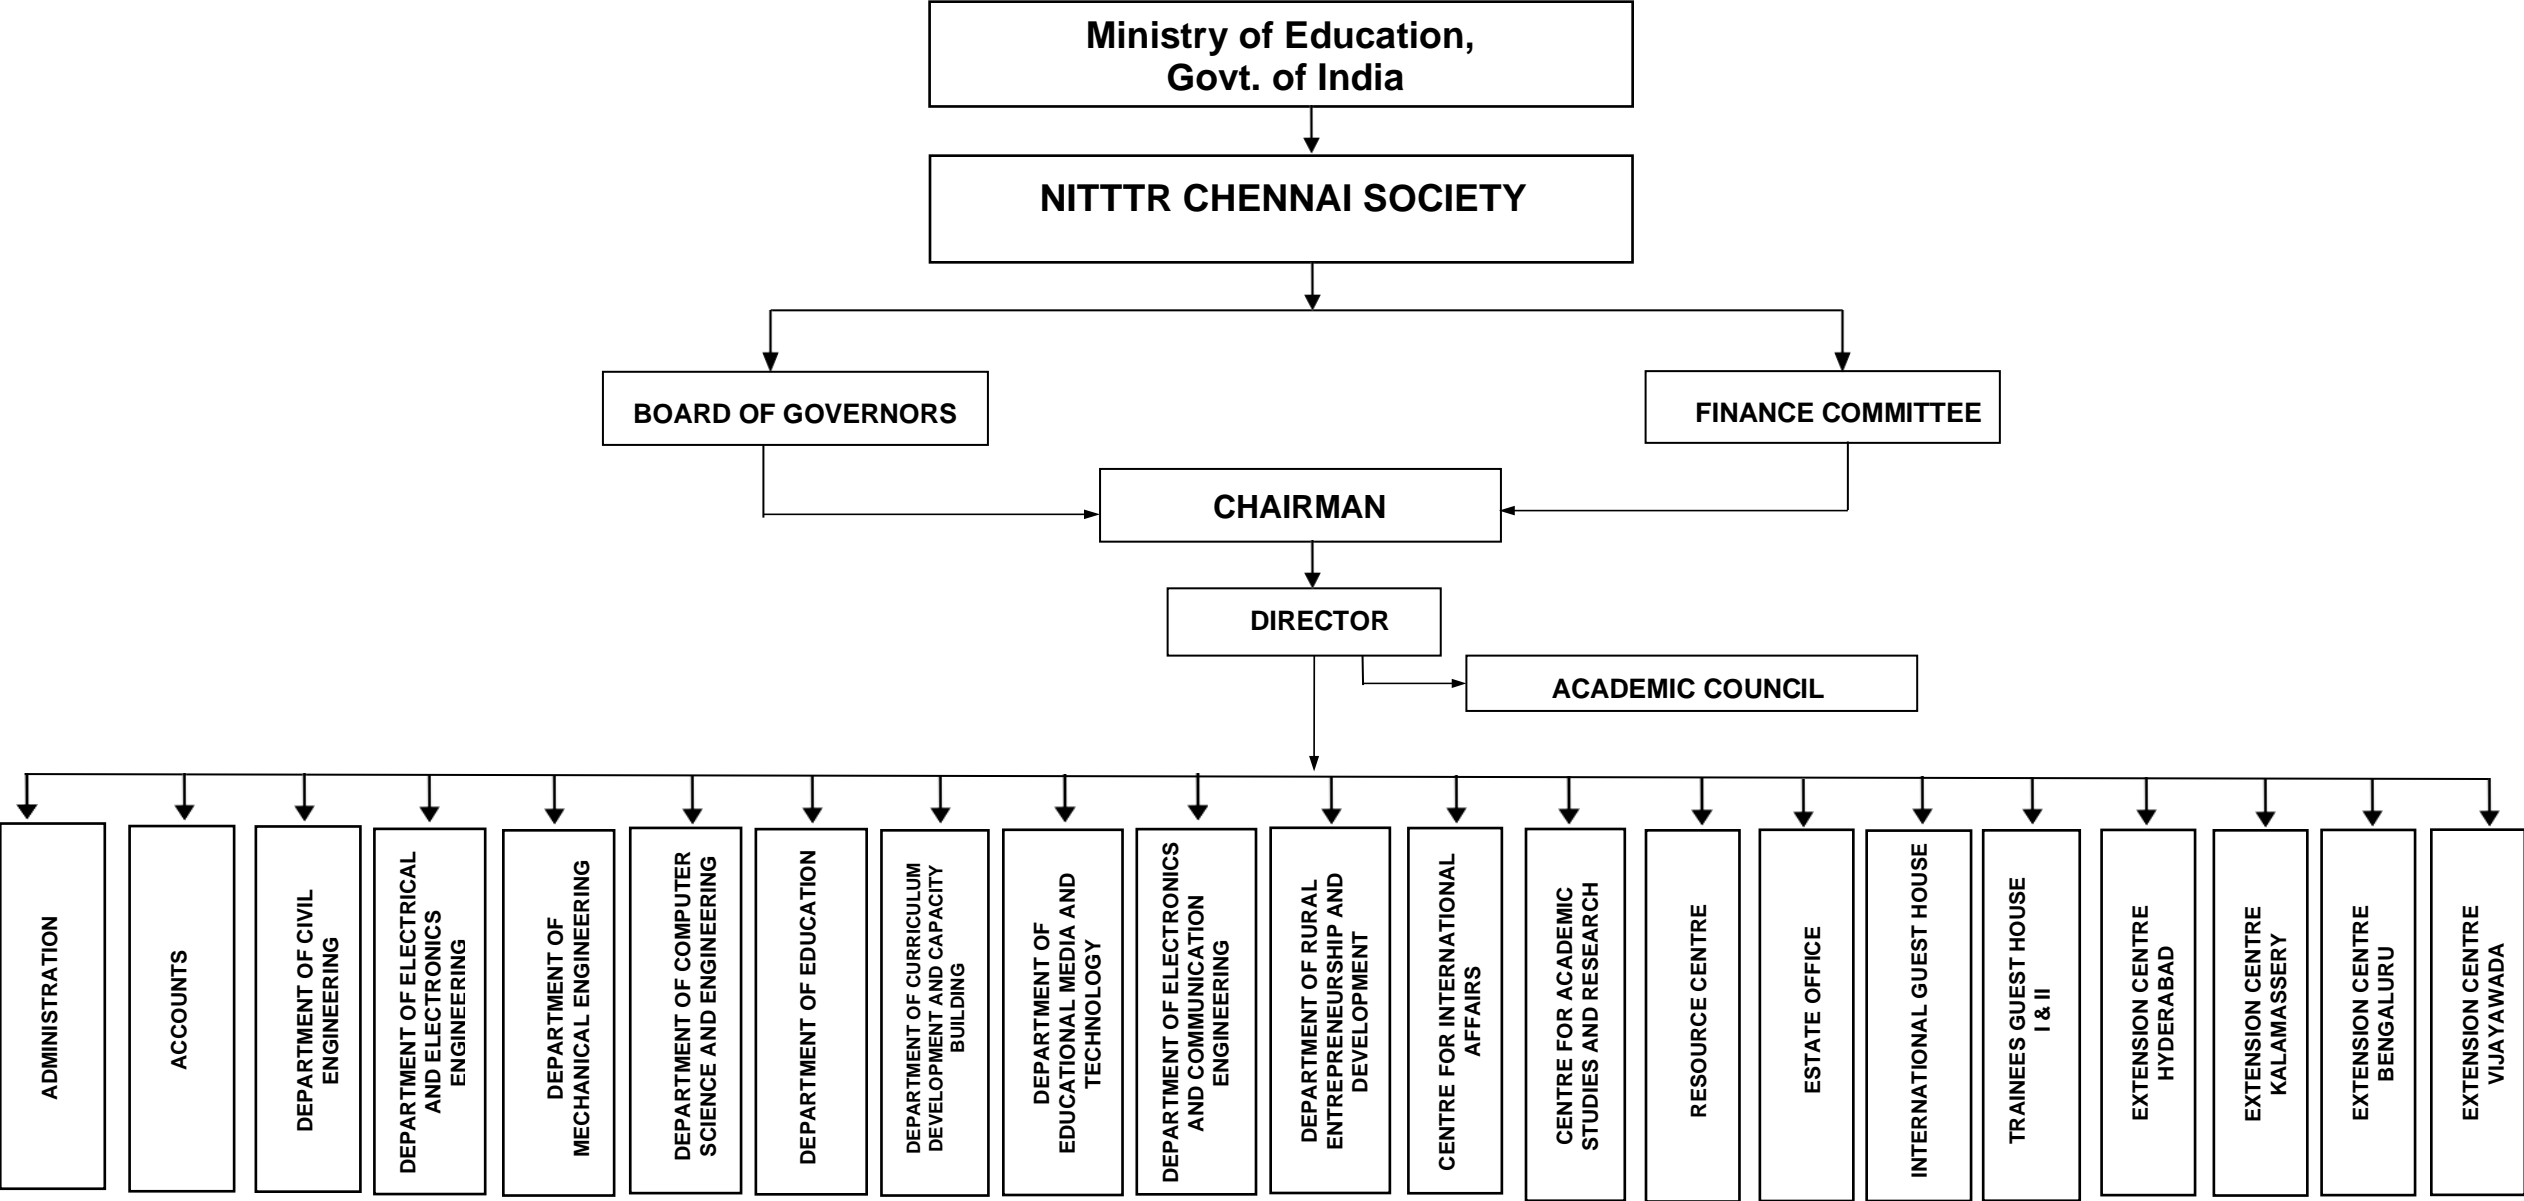 Ministry of Education,
Govt. of India
NITTTR CHENNAI SOCIETY
BOARD OF GOVERNORS
FINANCE COMMITTEE
CHAIRMAN
DIRECTOR
ACADEMIC COUNCIL
ADMINISTRATION
ACCOUNTS
DEPARTMENT OF CIVIL
ENGINEERING
DEPARTMENT OF ELECTRICAL
AND ELECTRONICS
ENGINEERING
DEPARTMENT OF
MECHANICAL ENGINEERING
DEPARTMENT OF COMPUTER
SCIENCE AND ENGINEERING
DEPARTMENT OF EDUCATION
DEPARTMENT OF CURRICULUM
DEVELOPMENT AND CAPACITY
BUILDING
DEPARTMENT OF
EDUCATIONAL MEDIA AND
TECHNOLOGY
DEPARTMENT OF ELECTRONICS
AND COMMUNICATION
ENGINEERING
DEPARTMENT OF RURAL
ENTREPRENEURSHIP AND
DEVELOPMENT
CENTRE FOR INTERNATIONAL
AFFAIRS
CENTRE FOR ACADEMIC
STUDIES AND RESEARCH
RESOURCE CENTRE
ESTATE OFFICE
INTERNATIONAL GUEST HOUSE
TRAINEES GUEST HOUSE
I & II
EXTENSION CENTRE
HYDERABAD
EXTENSION CENTRE
KALAMASSERY
EXTENSION CENTRE
BENGALURU
EXTENSION CENTRE
VIJAYAWADA